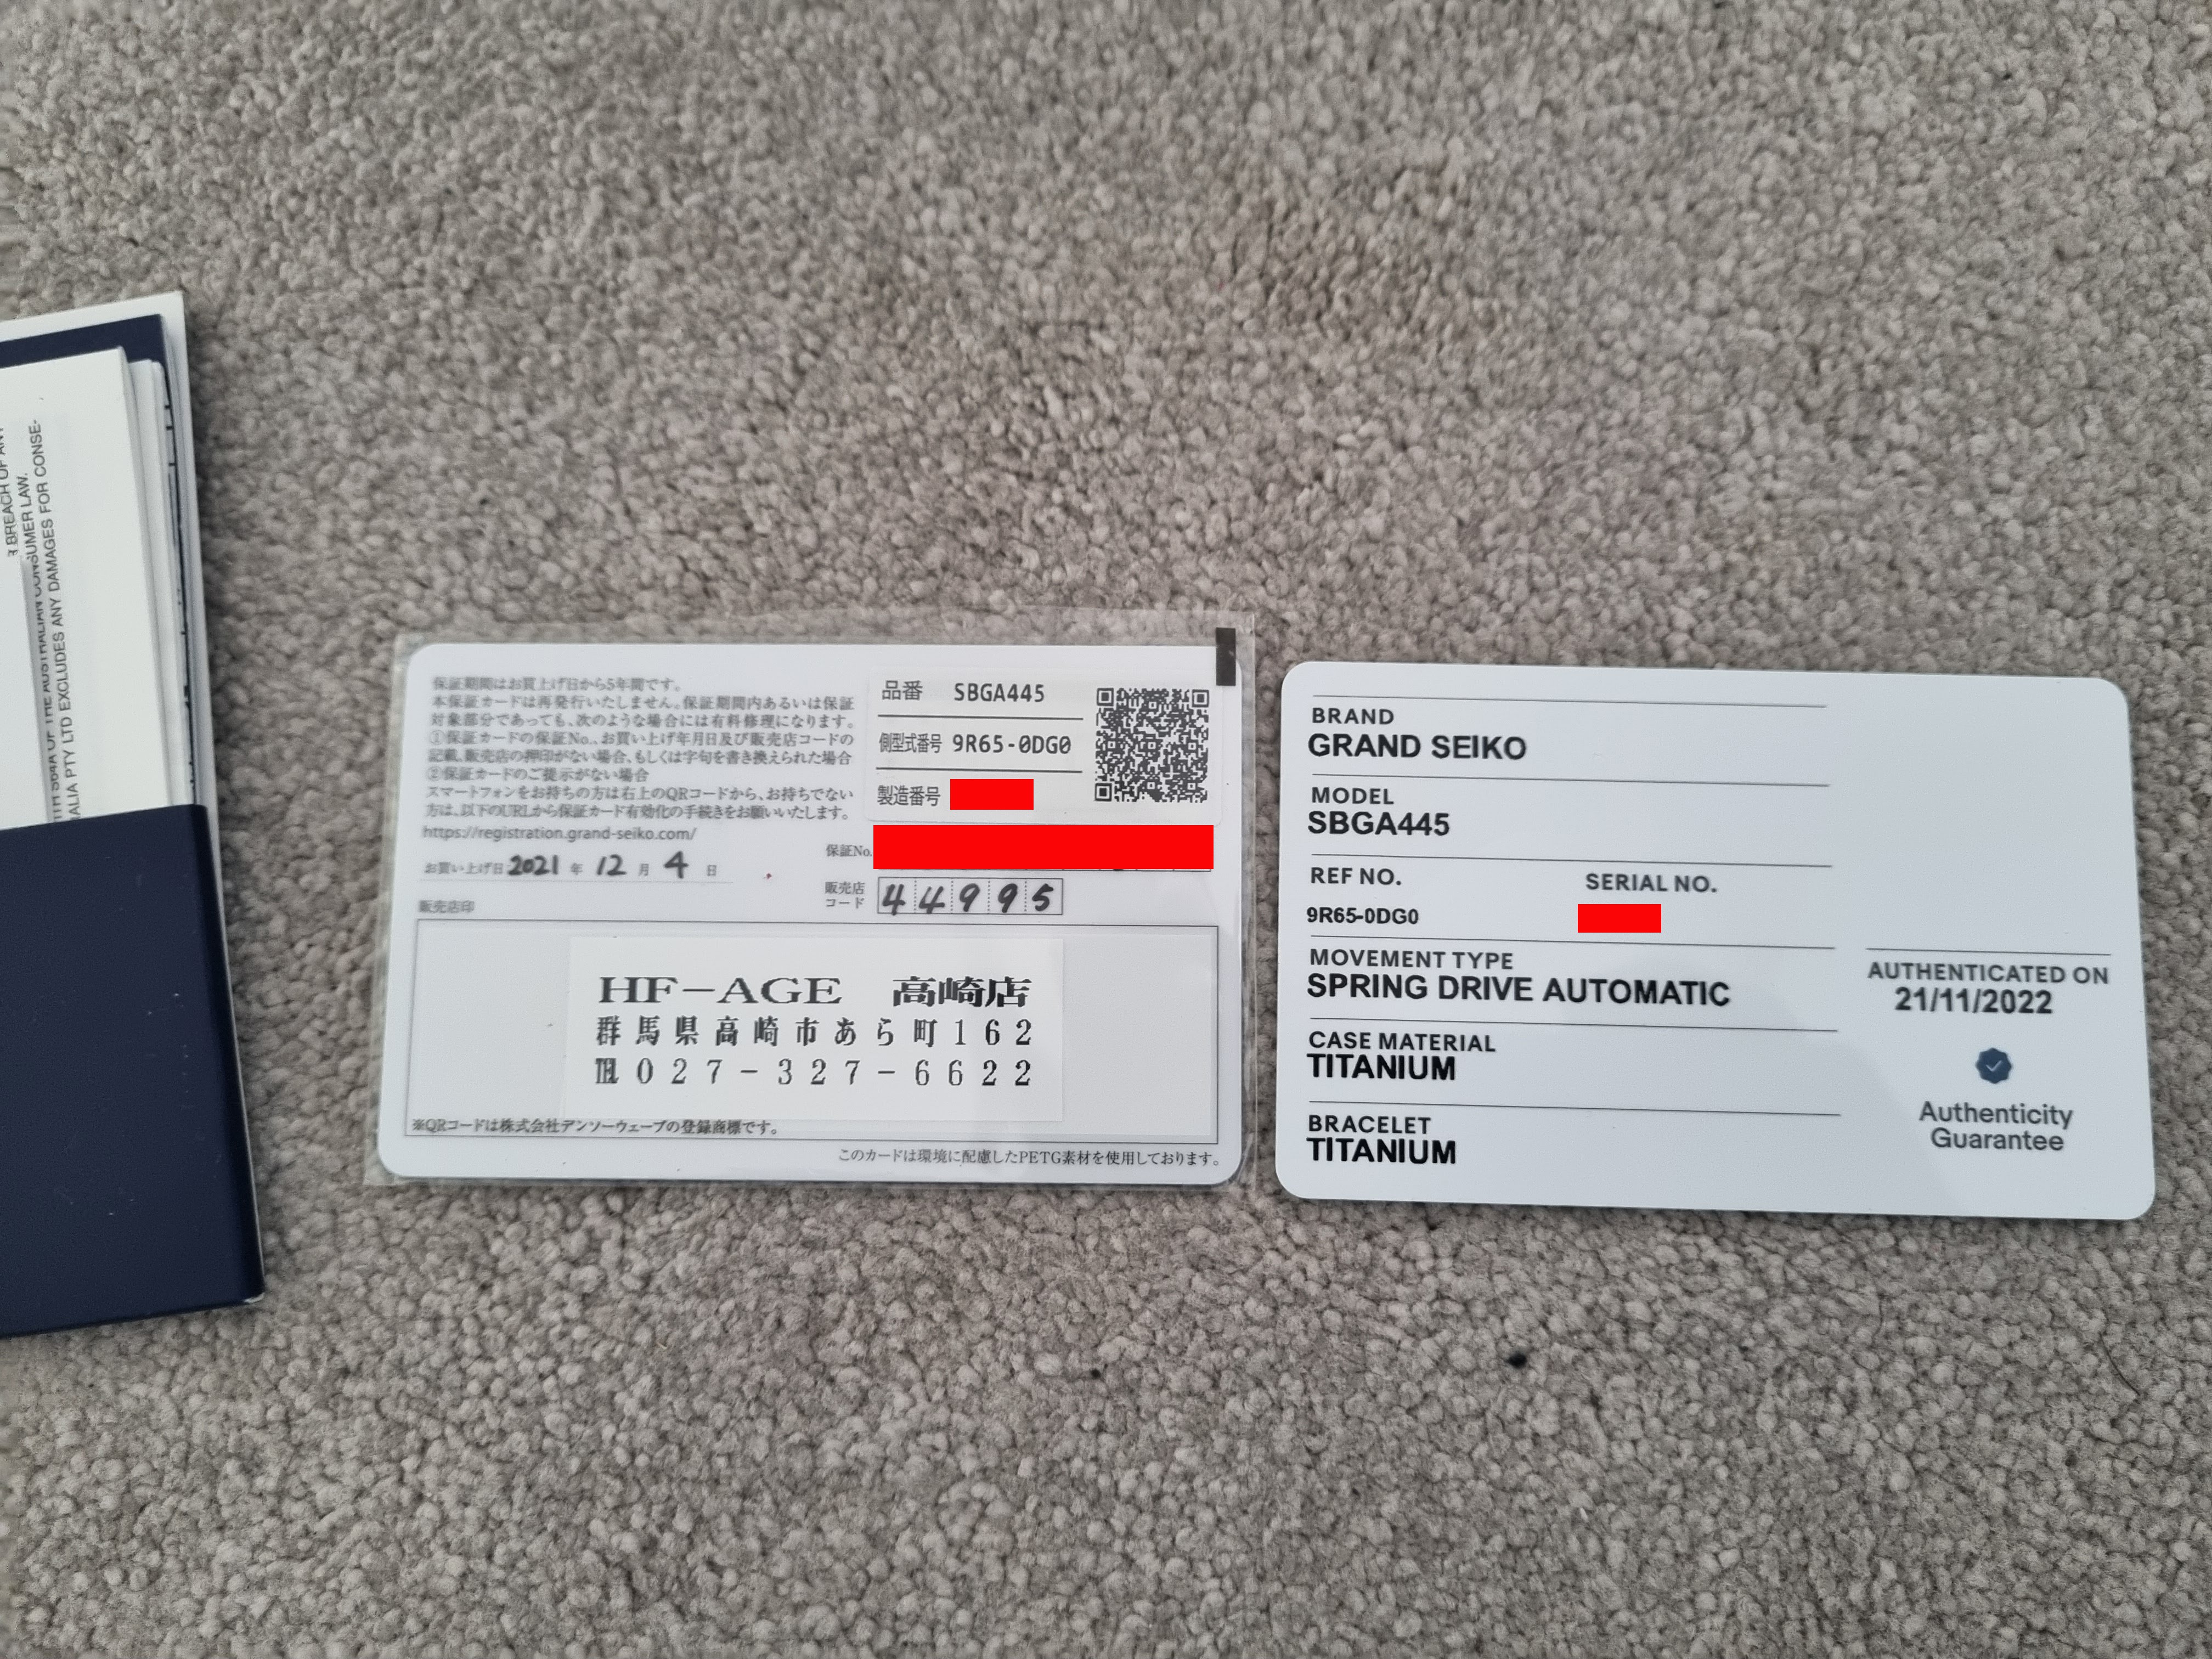 BREACH OF ANY
CONSUMER LAW.
ALIA PTY LTD EXCLUDES ANY DAMAGES FOR CONSE-
保証期間はお買上げ日から5年間です。
本保証カードは再発行いたしません。保証期間内あるいは保証
対象部分であっても、次のような場合には有料修理になります。
①保証カードの保証No.、お買い上げ年月日及び販売店コードの
記載、販売店の押印がない場合、もしくは字句を書き換えられた場合
②保証カードのご提示がない場合
スマートフォンをお持ちの方は右上のQRコードから、お持ちでない
方は、以下のURLから保証カード有効化の手続きをお願いいたします。
https://registration.grand-seiko.com/
お買い上げ日 2021 年 12 月 4 日
品番 SBGA445
側型式番号 9R65-0DG0
製造番号
保証No.
販売店
コード 44995
販売店印
HF-AGE 高崎店
群馬県高崎市あら町162
TEL 027-327-6622
※QRコードは株式会社デンソーウェーブの登録商標です。
このカードは環境に配慮したPETG素材を使用しております。
BRAND
GRAND SEIKO
MODEL
SBGA445
REF NO. SERIAL NO.
9R65-0DG0
MOVEMENT TYPE
SPRING DRIVE AUTOMATIC
CASE MATERIAL
TITANIUM
BRACELET
TITANIUM
AUTHENTICATED ON
21/11/2022
Authenticity
Guarantee